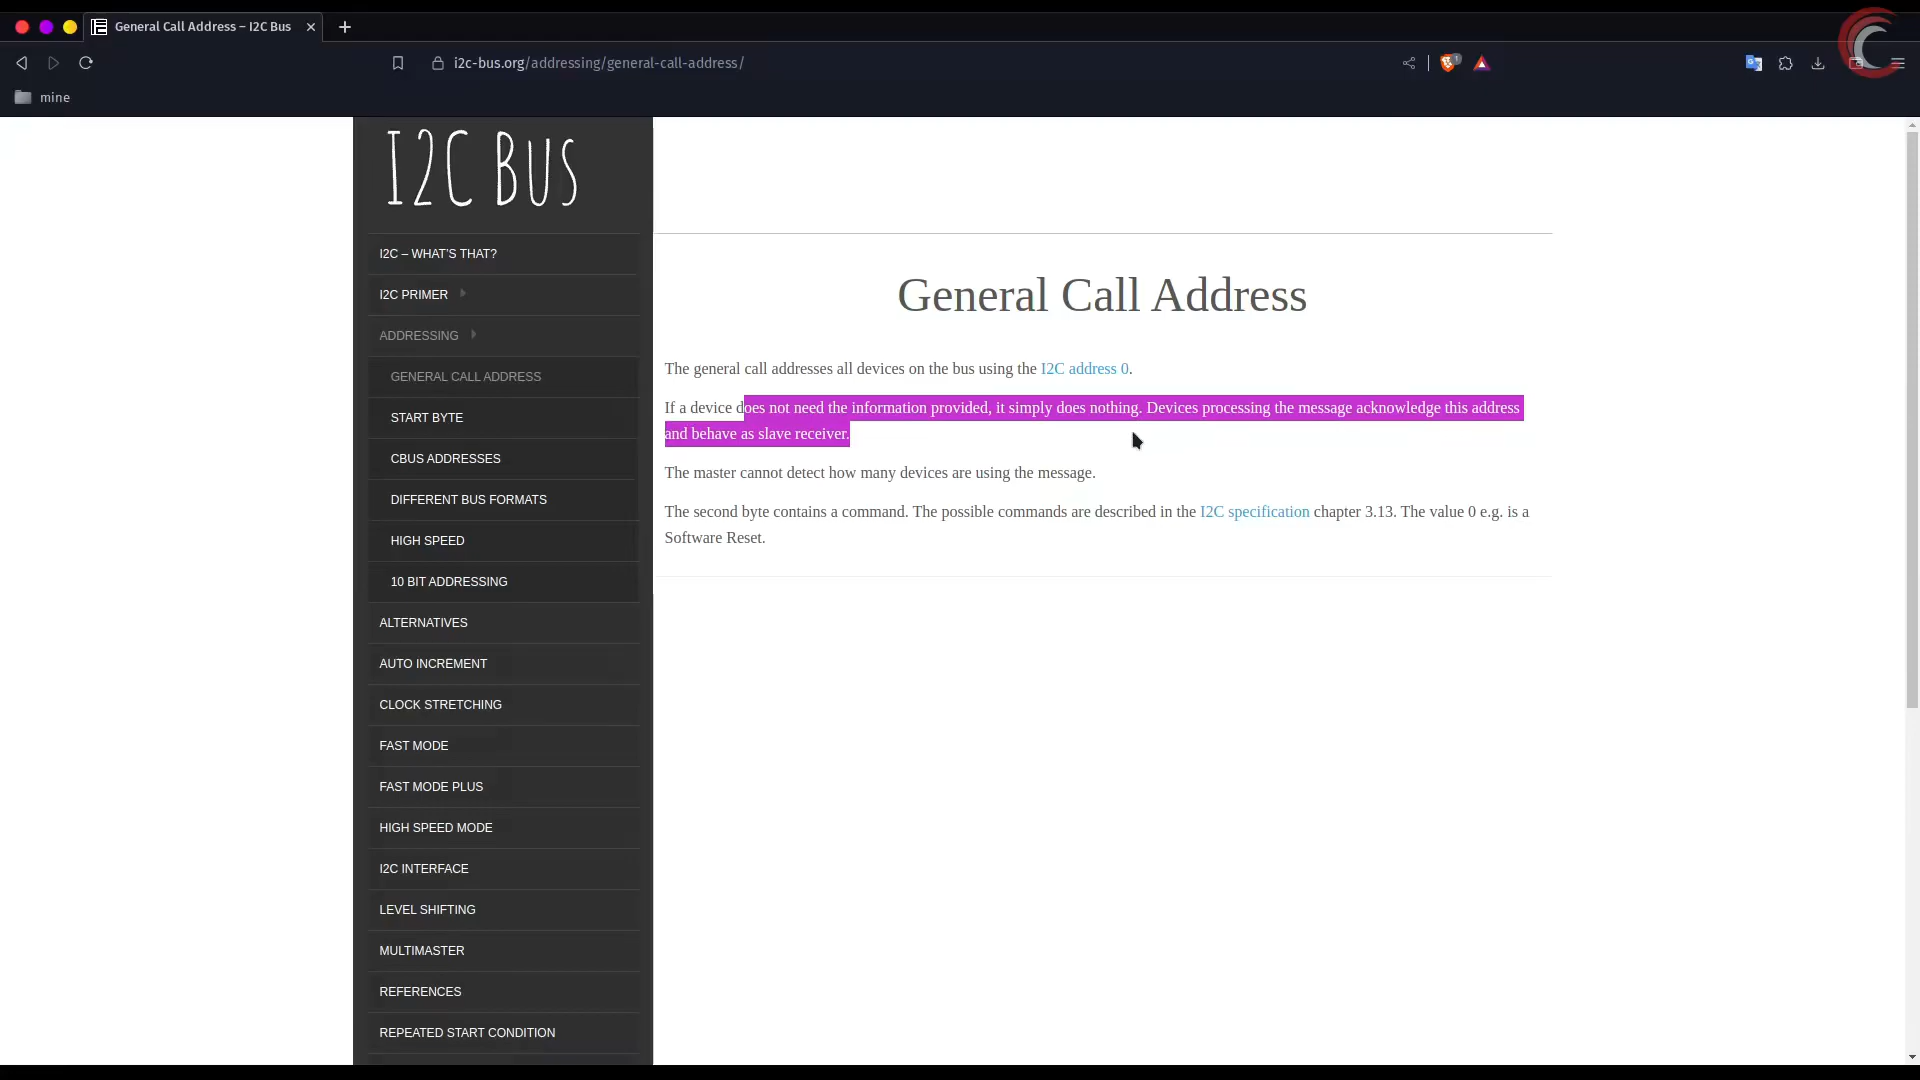 General Call Address – I2C Bus
i2c-bus.org/addressing/general-call-address/
1
mine
I2C BUS
I2C – WHAT'S THAT?
I2C PRIMER
ADDRESSING
GENERAL CALL ADDRESS
START BYTE
CBUS ADDRESSES
DIFFERENT BUS FORMATS
HIGH SPEED
10 BIT ADDRESSING
ALTERNATIVES
AUTO INCREMENT
CLOCK STRETCHING
FAST MODE
FAST MODE PLUS
HIGH SPEED MODE
I2C INTERFACE
LEVEL SHIFTING
MULTIMASTER
REFERENCES
REPEATED START CONDITION
General Call Address
The general call addresses all devices on the bus using the I2C address 0.
If a device does not need the information provided, it simply does nothing. Devices processing the message acknowledge this address
and behave as slave receiver.
The master cannot detect how many devices are using the message.
The second byte contains a command. The possible commands are described in the I2C specification chapter 3.13. The value 0 e.g. is a
Software Reset.